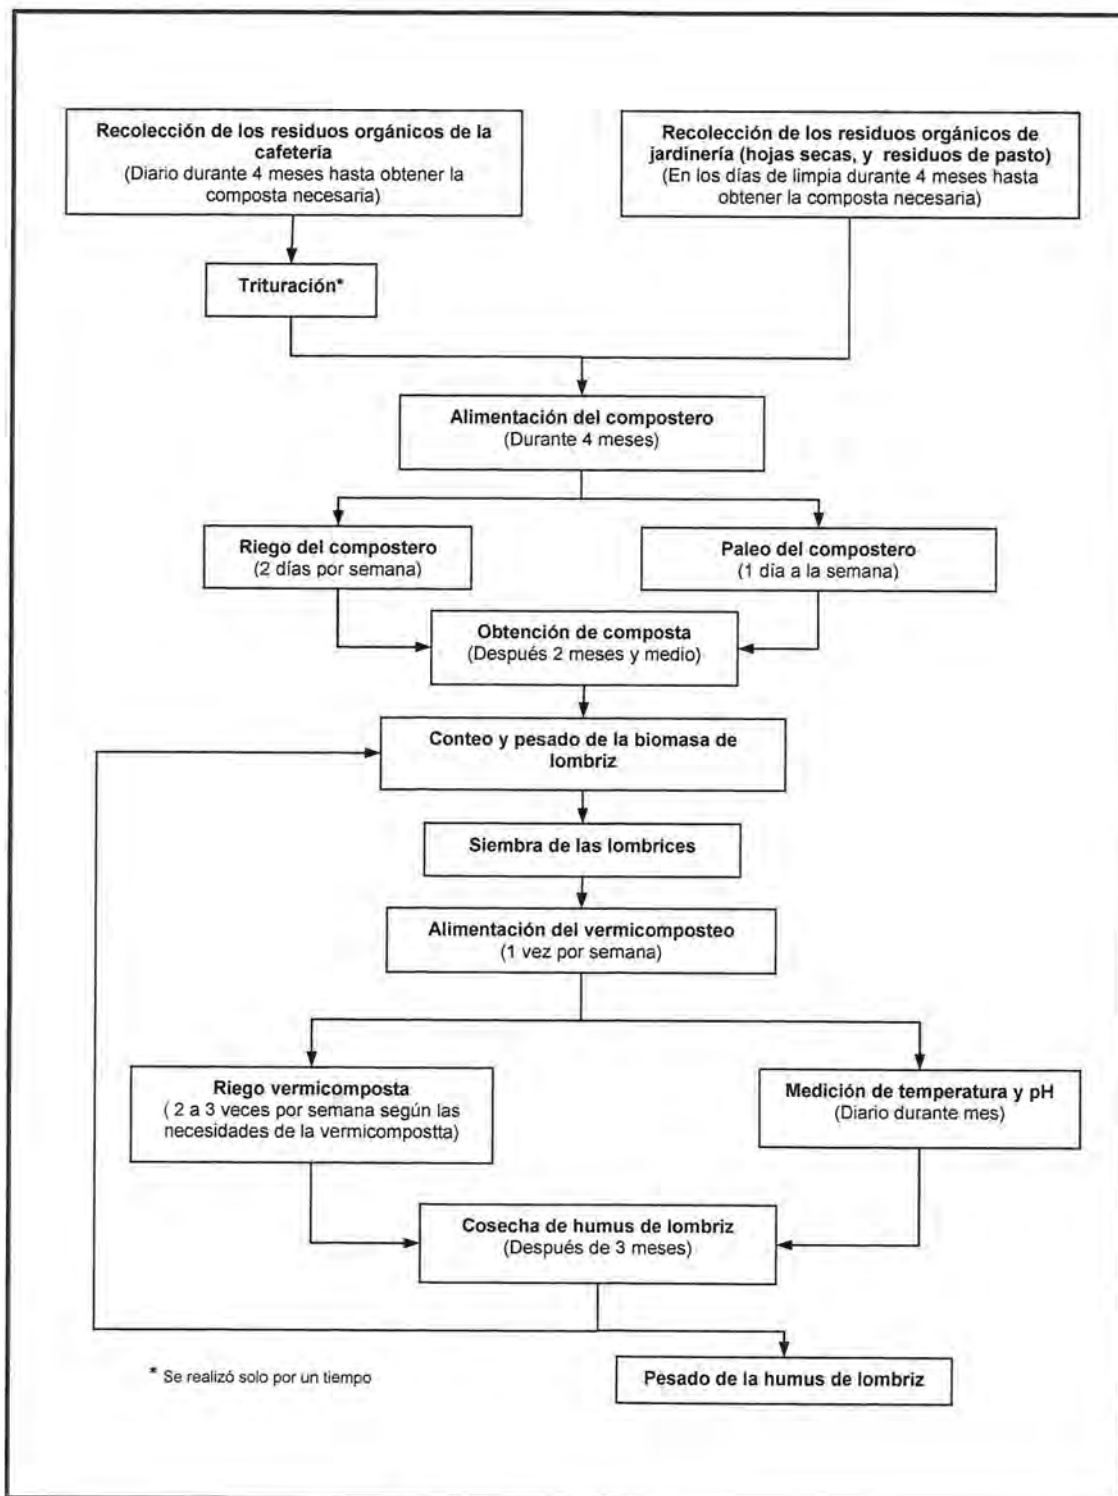 Recolección de los residuos orgánicos de la
cafeteria
(Diario durante 4 meses hasta obtener la
composta necesaria)
Recolección de los residuos orgánicos de
jardinería (hojas secas, y residuos de pasto)
(En los días de limpia durante 4 meses hasta
obtener la composta necesaria)
Trituración*
Alimentación del compostero
(Durante 4 meses)
Riego del compostero
(2 días por semana)
Paleo del compostero
(1 día a la semana)
Obtención de composta
(Después 2 meses y medio)
Conteo y pesado de la biomasa de
lombriz
Siembra de las lombrices
Alimentación del vermicomposteo
(1 vez por semana)
Riego vermicomposta
( 2 a 3 veces por semana según las
necesidades de la vermicompostta)
Medición de temperatura y pH
(Diario durante mes)
Cosecha de humus de lombriz
(Después de 3 meses)
* Se realizó solo por un tiempo
Pesado de la humus de lombriz